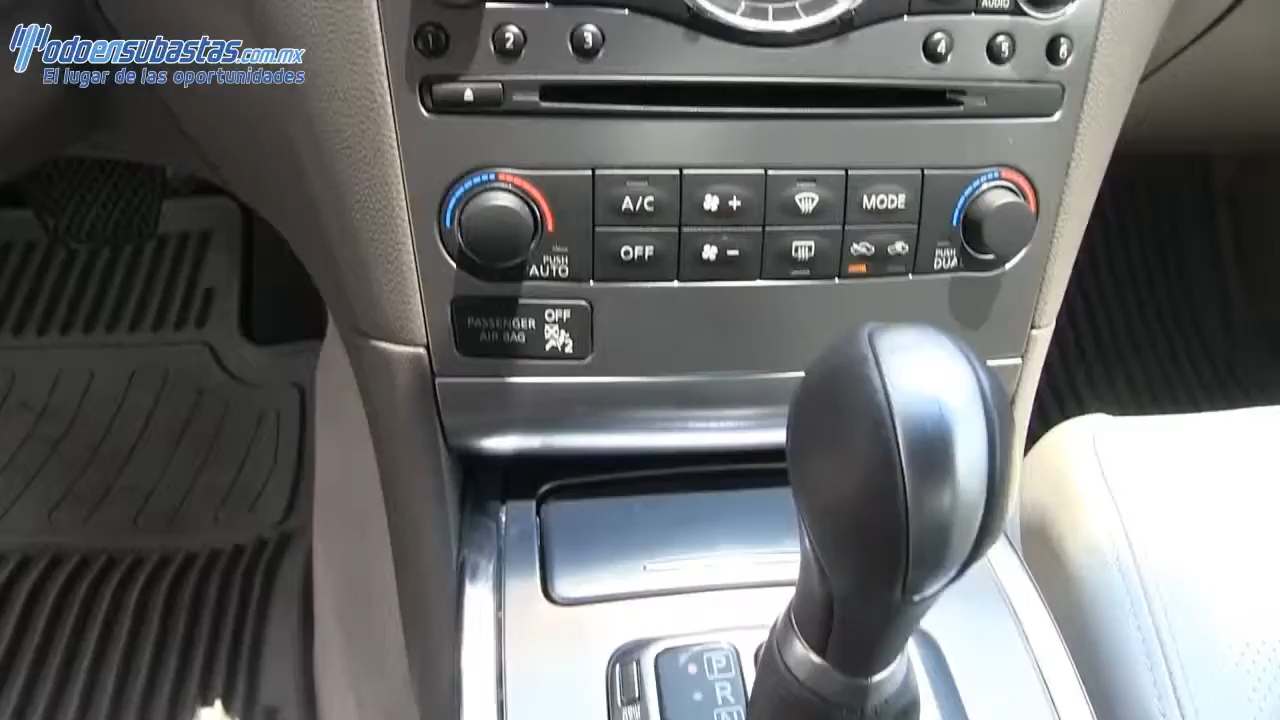 Todoensubastas.com.mx
El lugar de las oportunidades
AUDIO
1 2 3 4 5 6
A/C
MODE
OFF
PUSH
AUTO
PUSH
DUAL
PASSENGER
AIR BAG
OFF
2
P
R
N